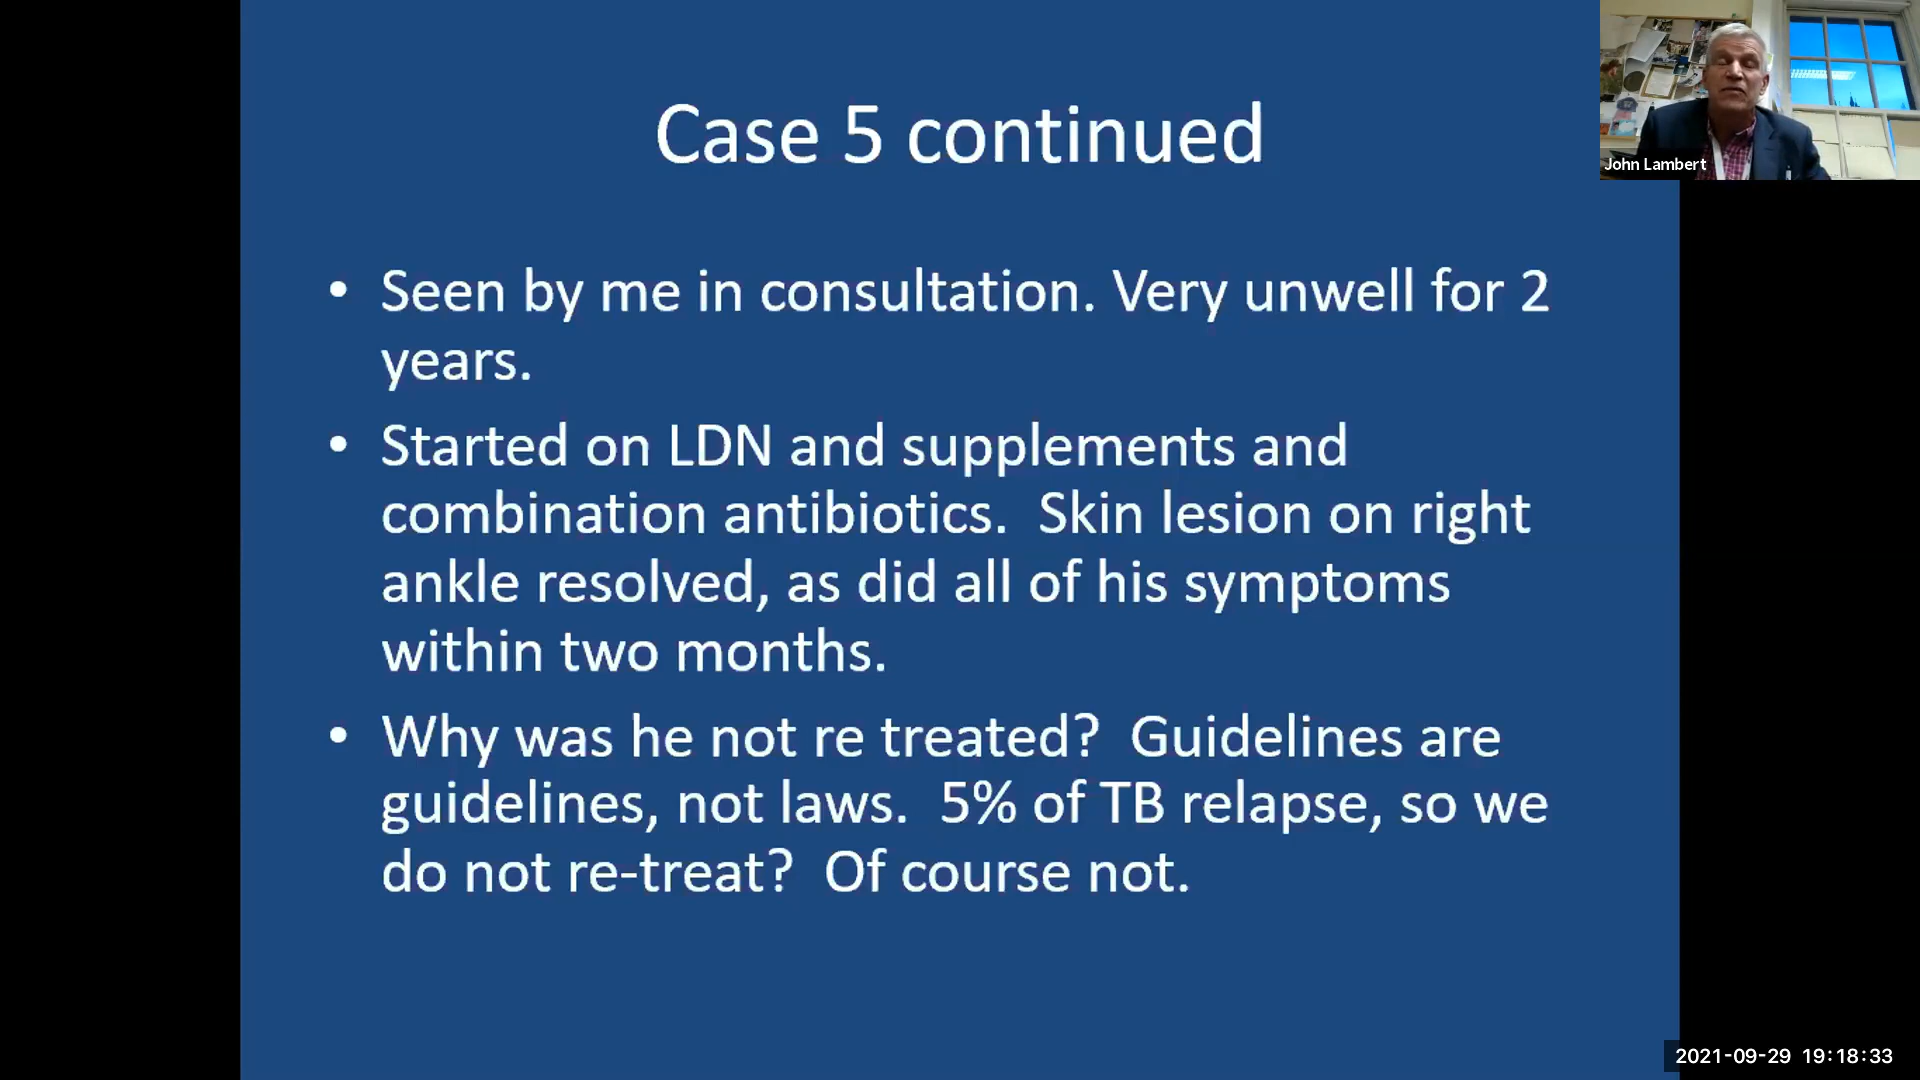 Case 5 continued
• Seen by me in consultation. Very unwell for 2
years.
• Started on LDN and supplements and
combination antibiotics.  Skin lesion on right
ankle resolved, as did all of his symptoms
within two months.
• Why was he not re treated?  Guidelines are
guidelines, not laws.  5% of TB relapse, so we
do not re-treat?  Of course not.
John Lambert
2021-09-29 19:18:33